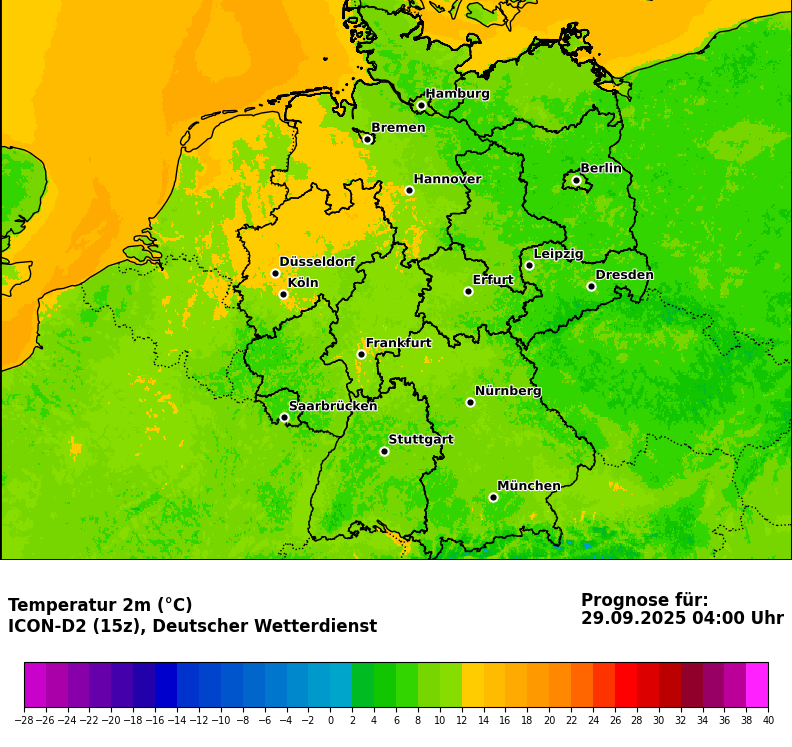 Hamburg
Bremen
Berlin
Hannover
Leipzig
Düsseldorf
Dresden
Köln
Erfurt
Frankfurt
Nürnberg
Saarbrücken
Stuttgart
München
Temperatur 2m (°C)
ICON-D2 (15z), Deutscher Wetterdienst
Prognose für:
29.09.2025 04:00 Uhr
−28 −26 −24 −22 −20 −18 −16 −14 −12 −10 −8 −6 −4 −2 0 2 4 6 8 10 12 14 16 18 20 22 24 26 28 30 32 34 36 38 40